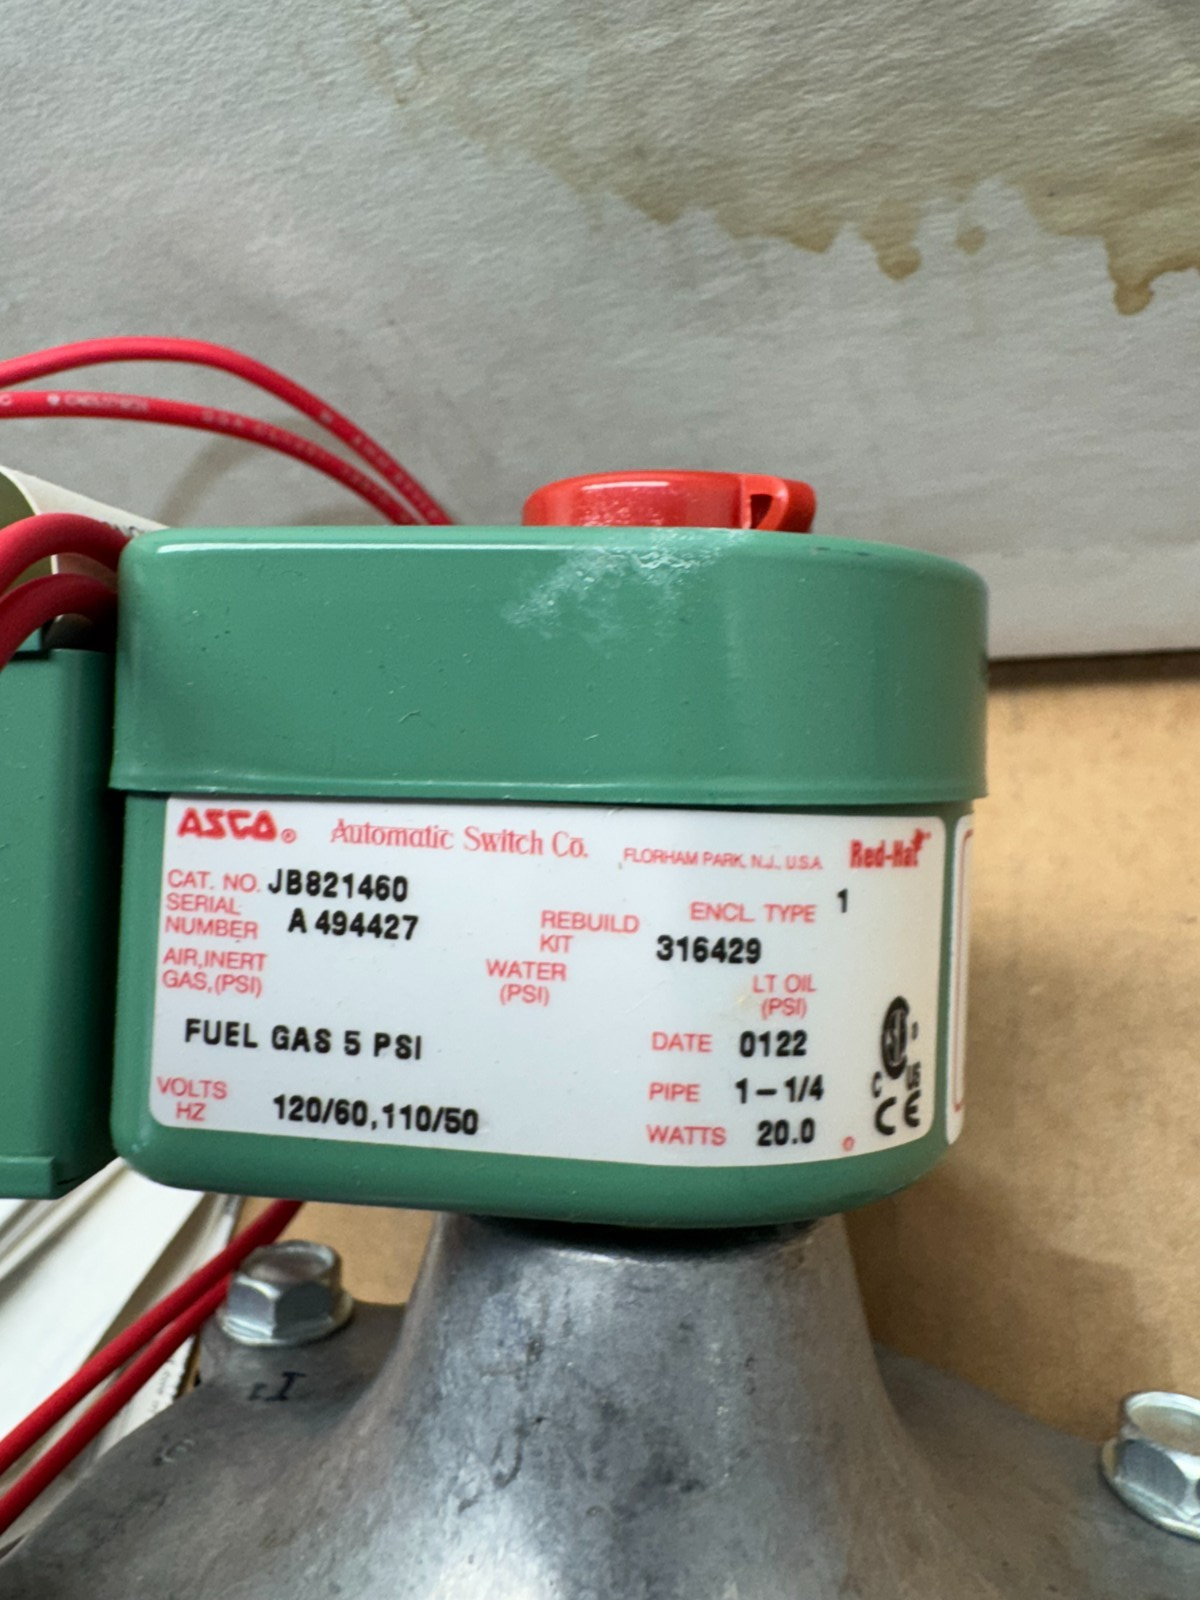 ASCO® Automatic Switch Co. FLORHAM PARK, N.J., U.S.A. Red-Hat
CAT. NO. JB821460
ENCL. TYPE 1
SERIAL NUMBER A 494427
REBUILD KIT 316429
AIR, INERT GAS, (PSI)
WATER (PSI)
LT OIL (PSI)
FUEL GAS 5 PSI
DATE 0122
PIPE 1-1/4
VOLTS HZ 120/60,110/50
WATTS 20.0
C US
CE